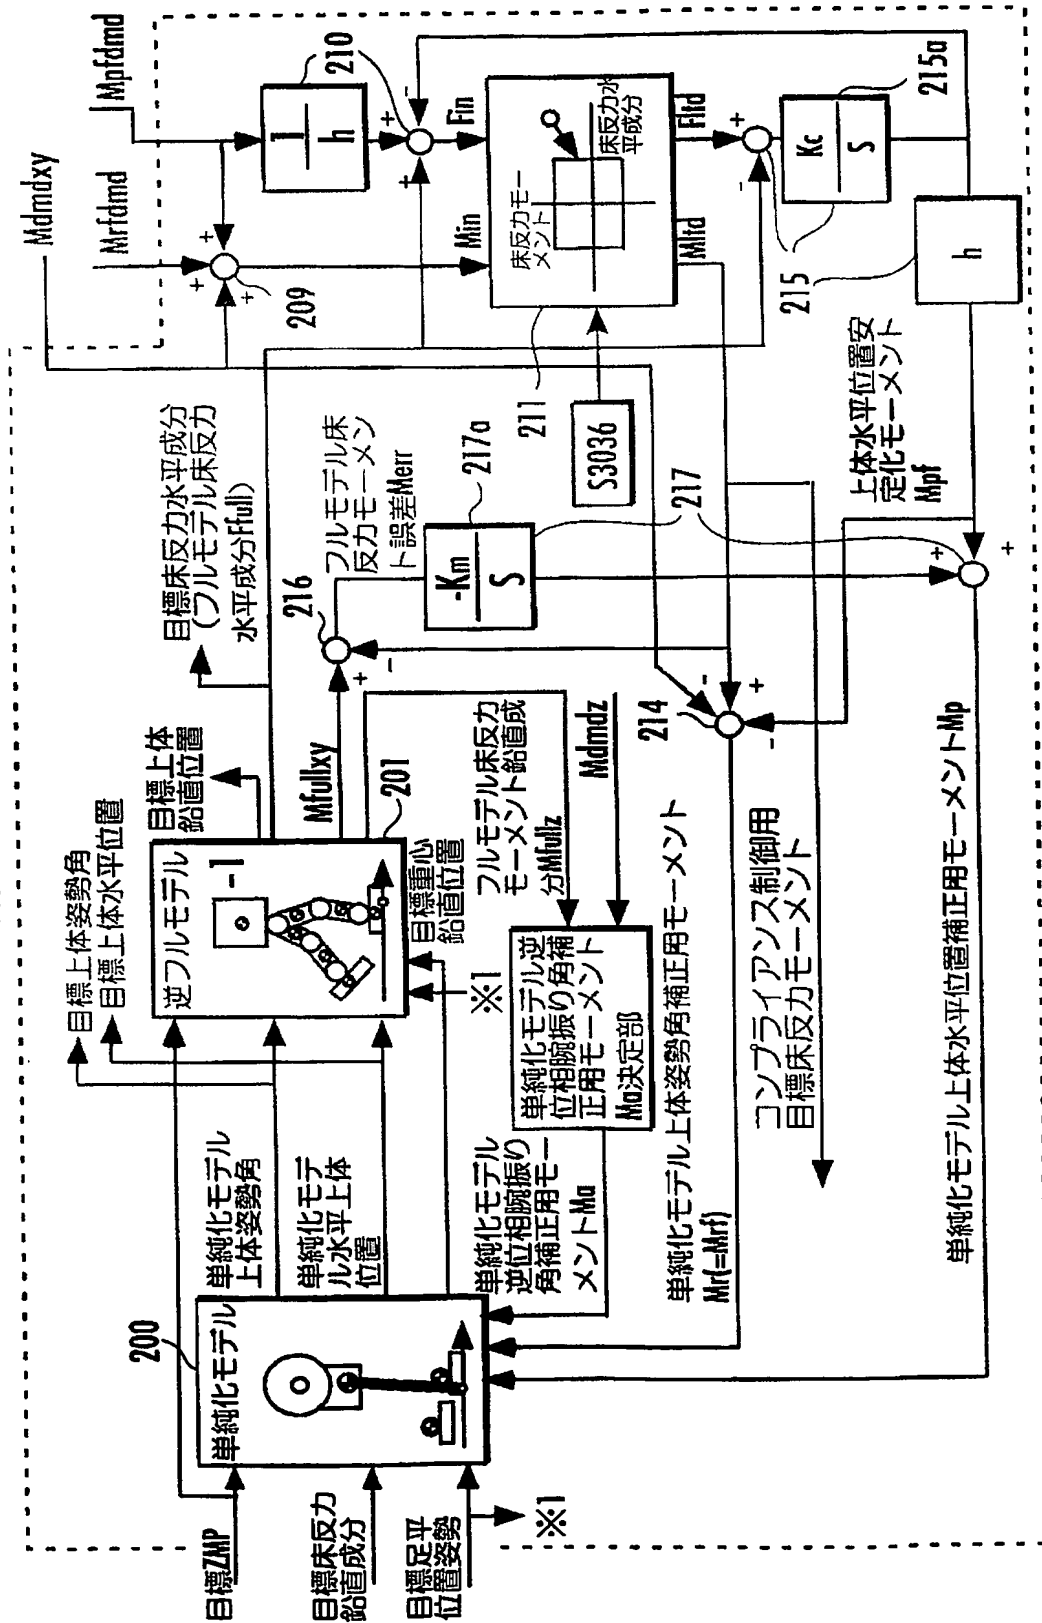 目標ZMP
目標床反力
鉛直成分
目標足平
位置姿勢
※1
200
単純化モデル
単純化モデル
上体姿勢角
単純化モデ
ル水平上体
位置
単純化モデル
逆位相腕振り
角補正用モー
メントMa
目標上体姿勢角
目標上体水平位置
逆フルモデル
-1
201
※1
目標重心
鉛直位置
目標上体
鉛直位置
目標床反力水平成分
(フルモデル床反力
水平成分Ffull)
Mfullxy
フルモデル床反力
モーメント鉛直成
分Mfullz
Mdmdz
単純化モデル逆
位相腕振り角補
正用モーメント
Ma決定部
単純化モデル上体姿勢角補正用モーメント
Mr(=Mrf)
コンプライアンス制御用
目標床反力モーメント
単純化モデル上体水平位置補正用モーメントMp
216
+
-
フルモデル床
反力モーメン
ト誤差Merr
217a
-Km
S
217
+
+
214
-
+
-
上体水平位置安
定化モーメント
Mpf
S3036
211
床反力モー
メント
床反力水
平成分
Mltd
Fltd
Min
Fin
Mdmdxy
Mrfdmd
Mpfdmd
209
+
+
+
1
h
210
+
+
-
215
-
+
Kc
S
215a
h